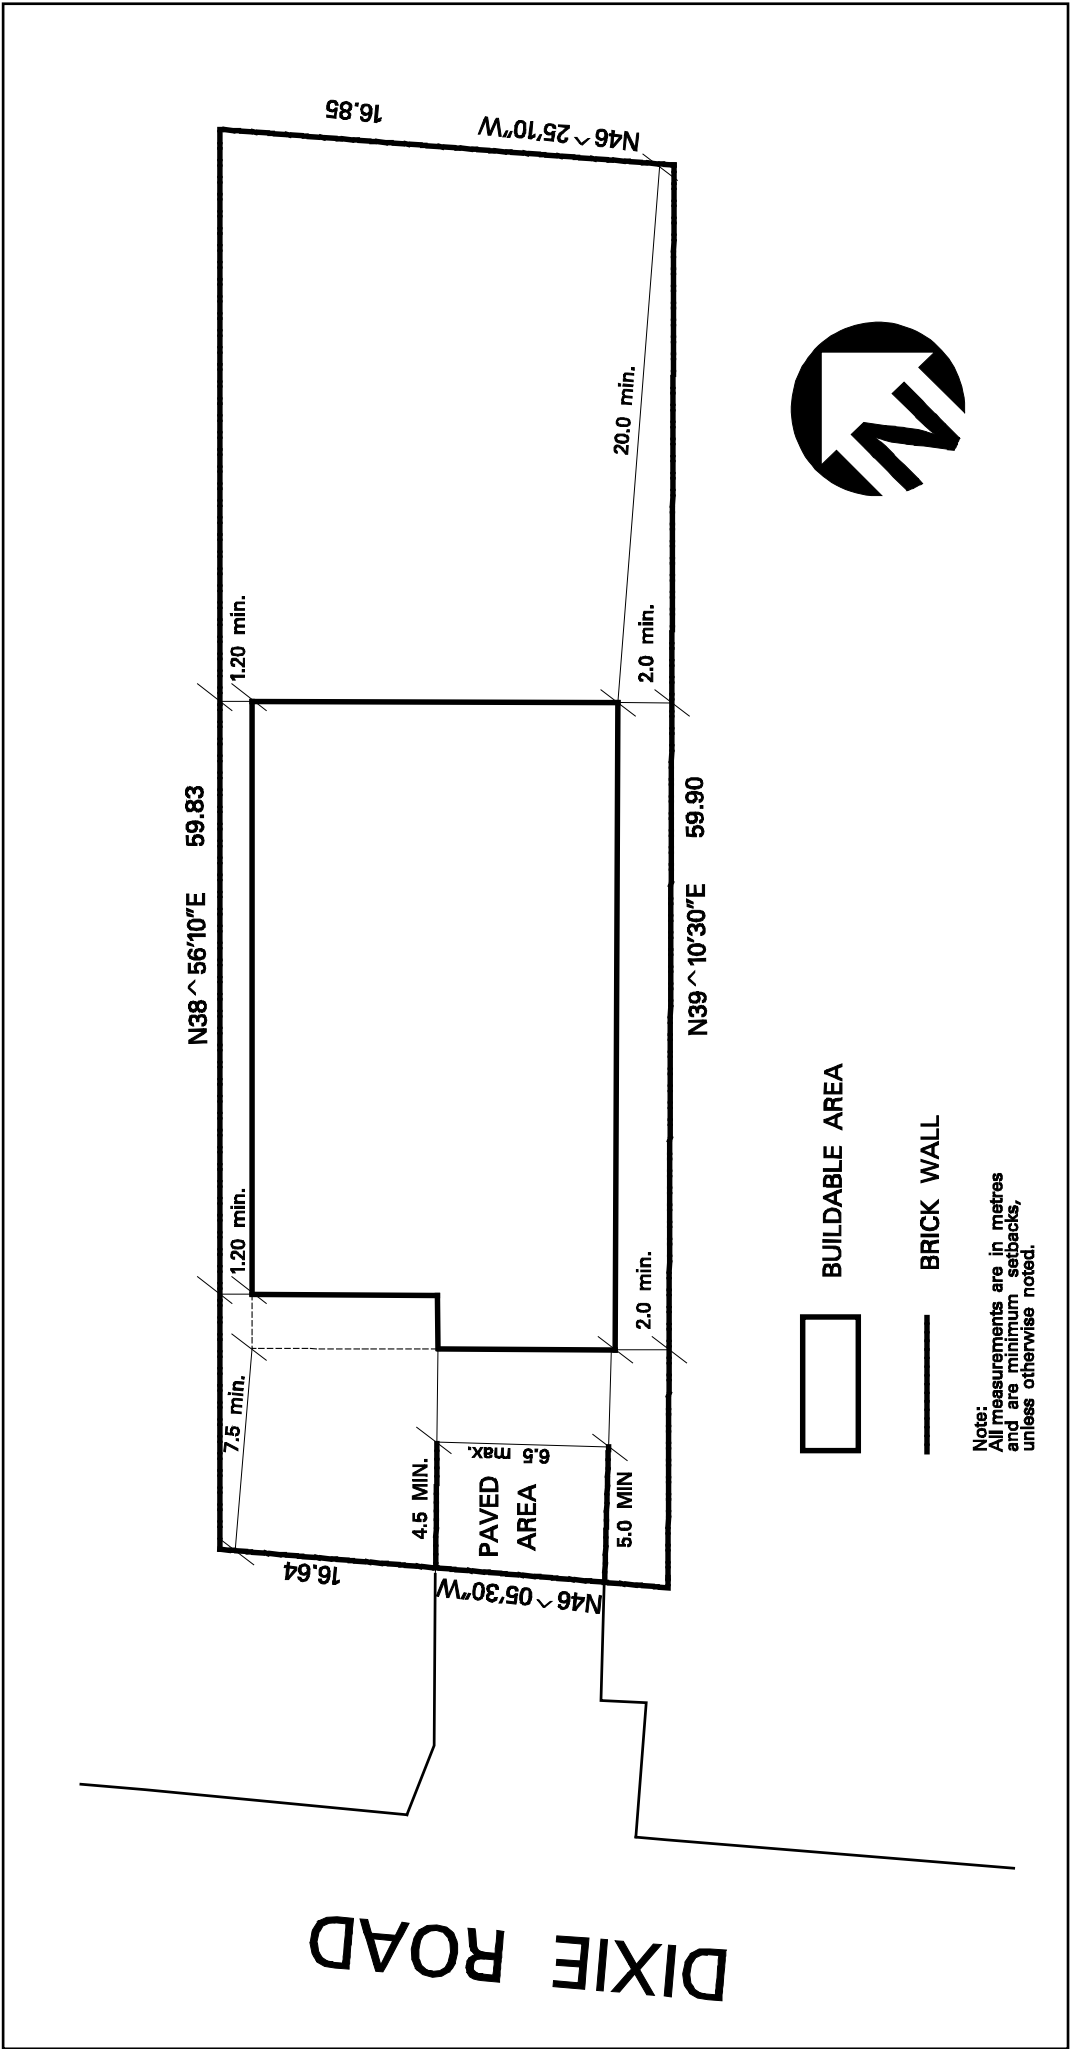 16.85
N46^25'10"W
20.0 min.
1.20 min.
2.0 min.
N38^56'10"E 59.83
N39^10'30"E 59.90
1.20 min.
2.0 min.
7.5 min.
4.5 MIN.
6.5 max.
PAVED
AREA
5.0 MIN
16.64
N46^05'30"W
DIXIE ROAD
N
BUILDABLE AREA
BRICK WALL
Note:
All measurements are in metres
and are minimum setbacks,
unless otherwise noted.